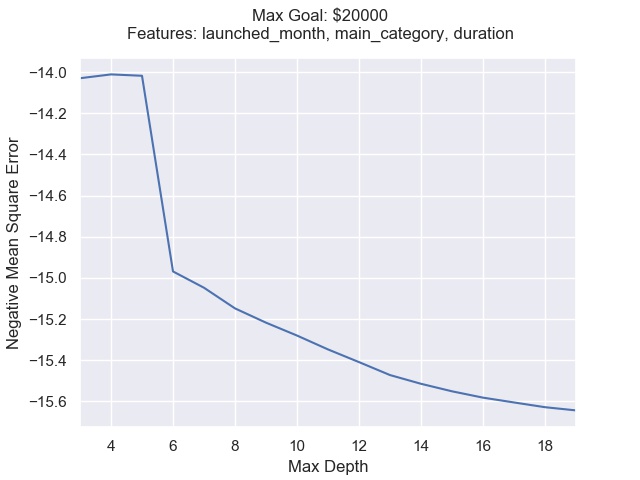 Max Goal: $20000
Features: launched_month, main_category, duration
Negative Mean Square Error
−14.0
−14.2
−14.4
−14.6
−14.8
−15.0
−15.2
−15.4
−15.6
4 6 8 10 12 14 16 18
Max Depth